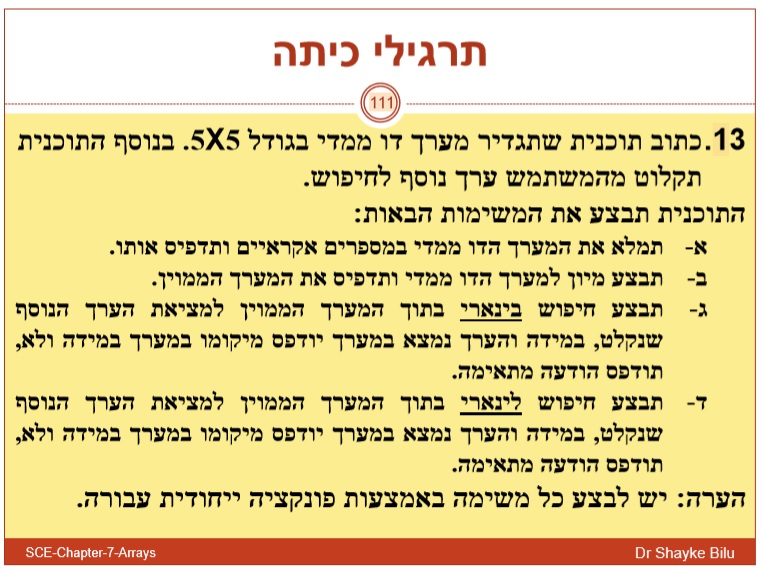 תרגילי כיתה
111
13.כתוב תוכנית שתגדיר מערך דו ממדי בגודל 5X5. בנוסף התוכנית
תקלוט מהמשתמש ערך נוסף לחיפוש.
התוכנית תבצע את המשימות הבאות:
א- תמלא את המערך הדו ממדי במספרים אקראיים ותדפיס אותו.
ב- תבצע מיון למערך הדו ממדי ותדפיס את המערך הממוין.
ג- תבצע חיפוש בינארי בתוך המערך הממוין למציאת הערך הנוסף
שנקלט, במידה והערך נמצא במערך יודפס מיקומו במערך במידה ולא,
תודפס הודעה מתאימה.
ד- תבצע חיפוש לינארי בתוך המערך הממוין למציאת הערך הנוסף
שנקלט, במידה והערך נמצא במערך יודפס מיקומו במערך במידה ולא,
תודפס הודעה מתאימה.
הערה: יש לבצע כל משימה באמצעות פונקציה ייחודית עבורה.
SCE-Chapter-7-Arrays
Dr Shayke Bilu